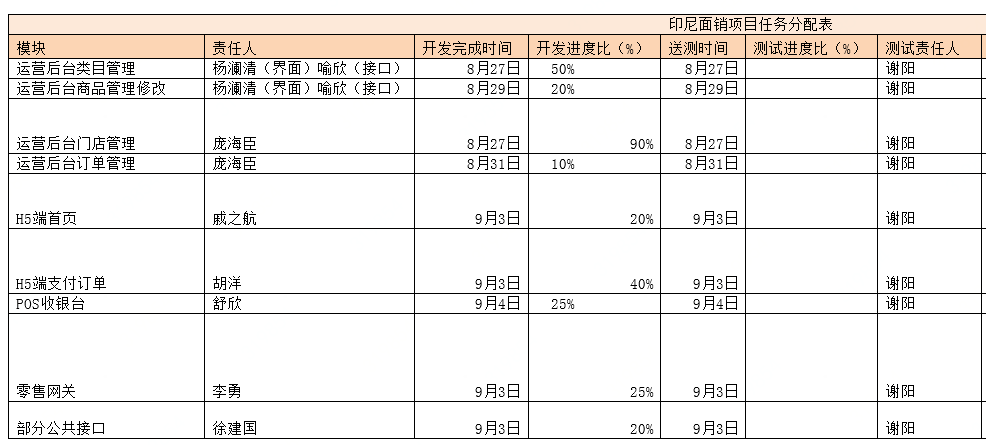 印尼面销项目任务分配表
模块 责任人 开发完成时间 开发进度比（%） 送测时间 测试进度比（%） 测试责任人
运营后台类目管理 杨澜清（界面）喻欣（接口） 8月27日 50% 8月27日 谢阳
运营后台商品管理修改 杨澜清（界面）喻欣（接口） 8月29日 20% 8月29日 谢阳
运营后台门店管理 庞海臣 8月27日 90% 8月27日 谢阳
运营后台订单管理 庞海臣 8月31日 10% 8月31日 谢阳
H5端首页 戚之航 9月3日 20% 9月3日 谢阳
H5端支付订单 胡洋 9月3日 40% 9月3日 谢阳
POS收银台 舒欣 9月4日 25% 9月4日 谢阳
零售网关 李勇 9月3日 25% 9月3日 谢阳
部分公共接口 徐建国 9月3日 20% 9月3日 谢阳